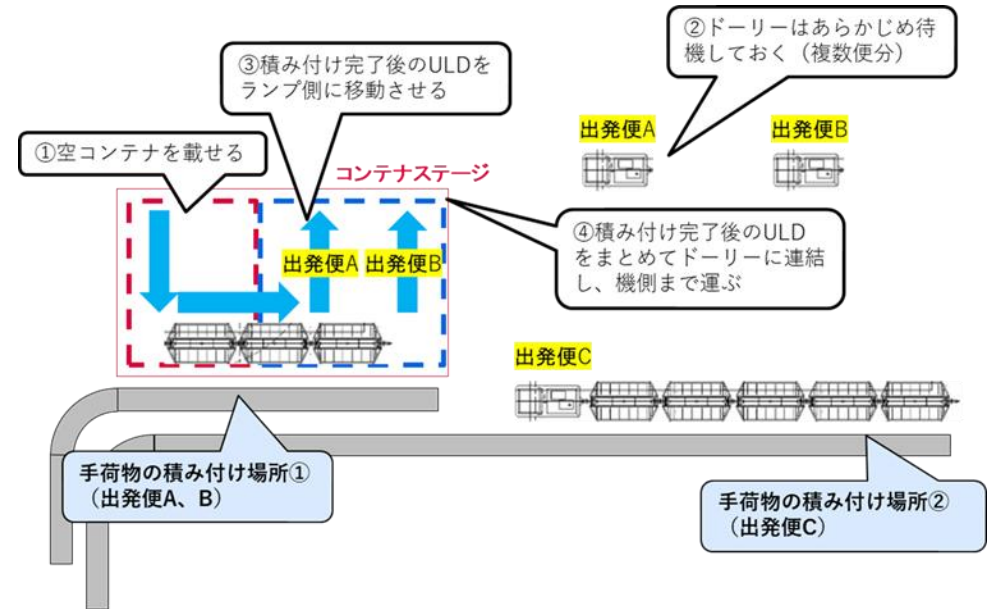 ②ドーリーはあらかじめ待
機しておく（複数便分）
③積み付け完了後のULDを
ランプ側に移動させる
①空コンテナを載せる
出発便A
出発便B
コンテナステージ
④積み付け完了後のULD
をまとめてドーリーに連結
し、機側まで運ぶ
出発便A
出発便B
出発便C
手荷物の積み付け場所①
（出発便A、B）
手荷物の積み付け場所②
（出発便C）